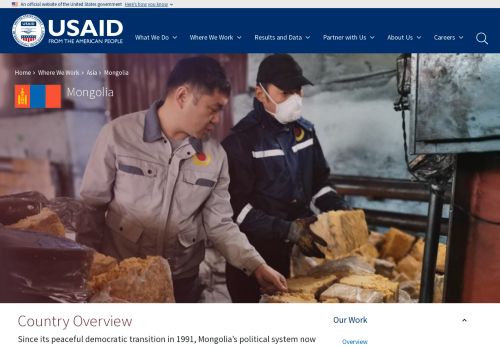 An official website of the United States government Here's how you know
USAID
FROM THE AMERICAN PEOPLE
What We Do Where We Work Results and Data Partner with Us About Us Careers
Home › Where We Work › Asia › Mongolia
Mongolia
Country Overview
Since its peaceful democratic transition in 1991, Mongolia's political system now
Our Work
Overview